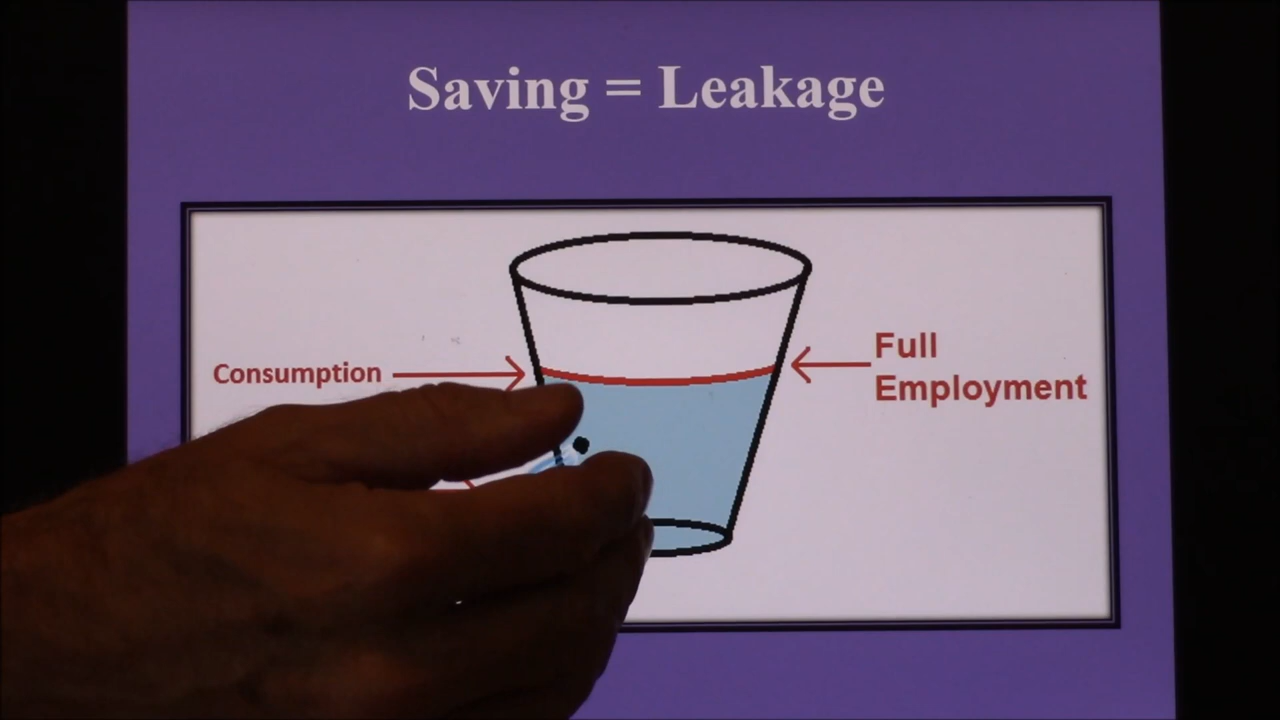 Saving = Leakage
Consumption
Full
Employment